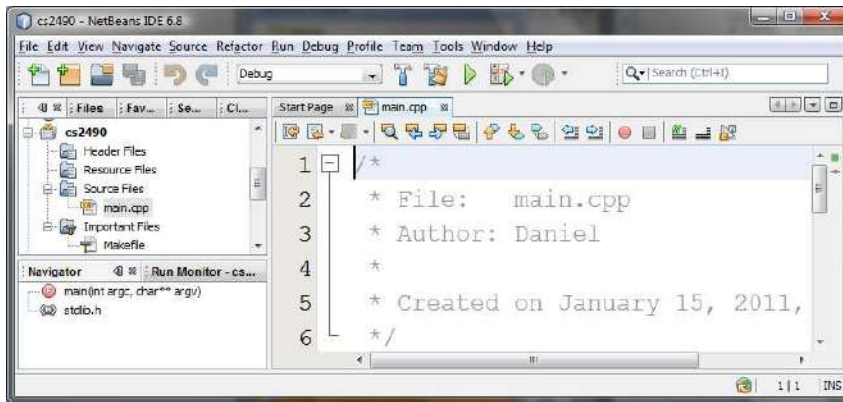 cs2490 - NetBeans IDE 6.8
File Edit View Navigate Source Refactor Run Debug Profile Team Tools Window Help
Debug
Search (Ctrl+I)
Files Fav... Se... Cl...
Start Page main.cpp
cs2490
Header Files
Resource Files
Source Files
main.cpp
Important Files
Makefile
Navigator Run Monitor - cs...
main(int argc, char** argv)
stdlib.h
1 /*
2 * File: main.cpp
3 * Author: Daniel
4 *
5 * Created on January 15, 2011,
6 */
1 | 1 INS